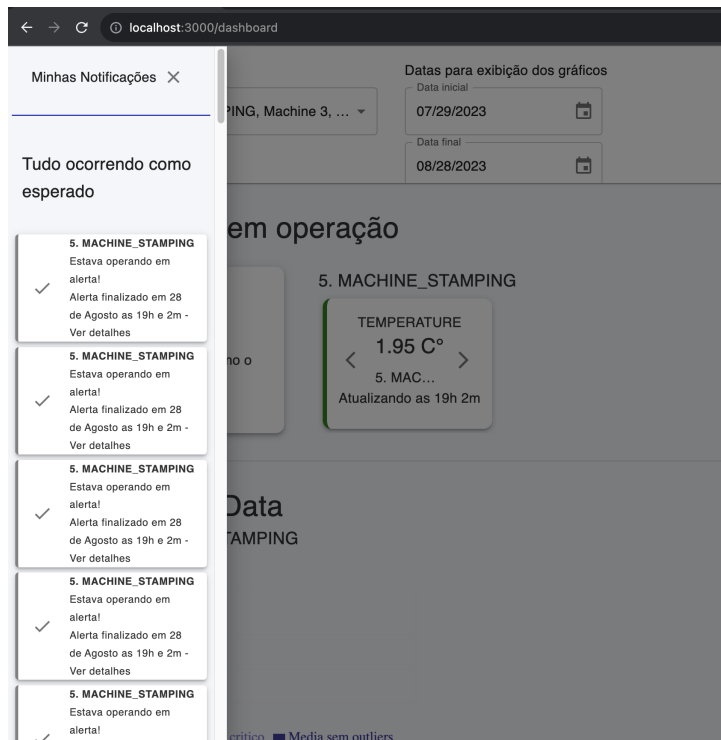 localhost:3000/dashboard
Minhas Notificações
Tudo ocorrendo como
esperado
5. MACHINE_STAMPING
Estava operando em
alerta!
Alerta finalizado em 28
de Agosto as 19h e 2m -
Ver detalhes
5. MACHINE_STAMPING
Estava operando em
alerta!
Alerta finalizado em 28
de Agosto as 19h e 2m -
Ver detalhes
5. MACHINE_STAMPING
Estava operando em
alerta!
Alerta finalizado em 28
de Agosto as 19h e 2m -
Ver detalhes
5. MACHINE_STAMPING
Estava operando em
alerta!
Alerta finalizado em 28
de Agosto as 19h e 2m -
Ver detalhes
5. MACHINE_STAMPING
Estava operando em
alerta!
Datas para exibição dos gráficos
PING, Machine 3, ...
Data inicial
07/29/2023
Data final
08/28/2023
em operação
no o
5. MACHINE_STAMPING
TEMPERATURE
1.95 C°
5. MAC...
Atualizando as 19h 2m
Data
TAMPING
critico
Media sem outliers